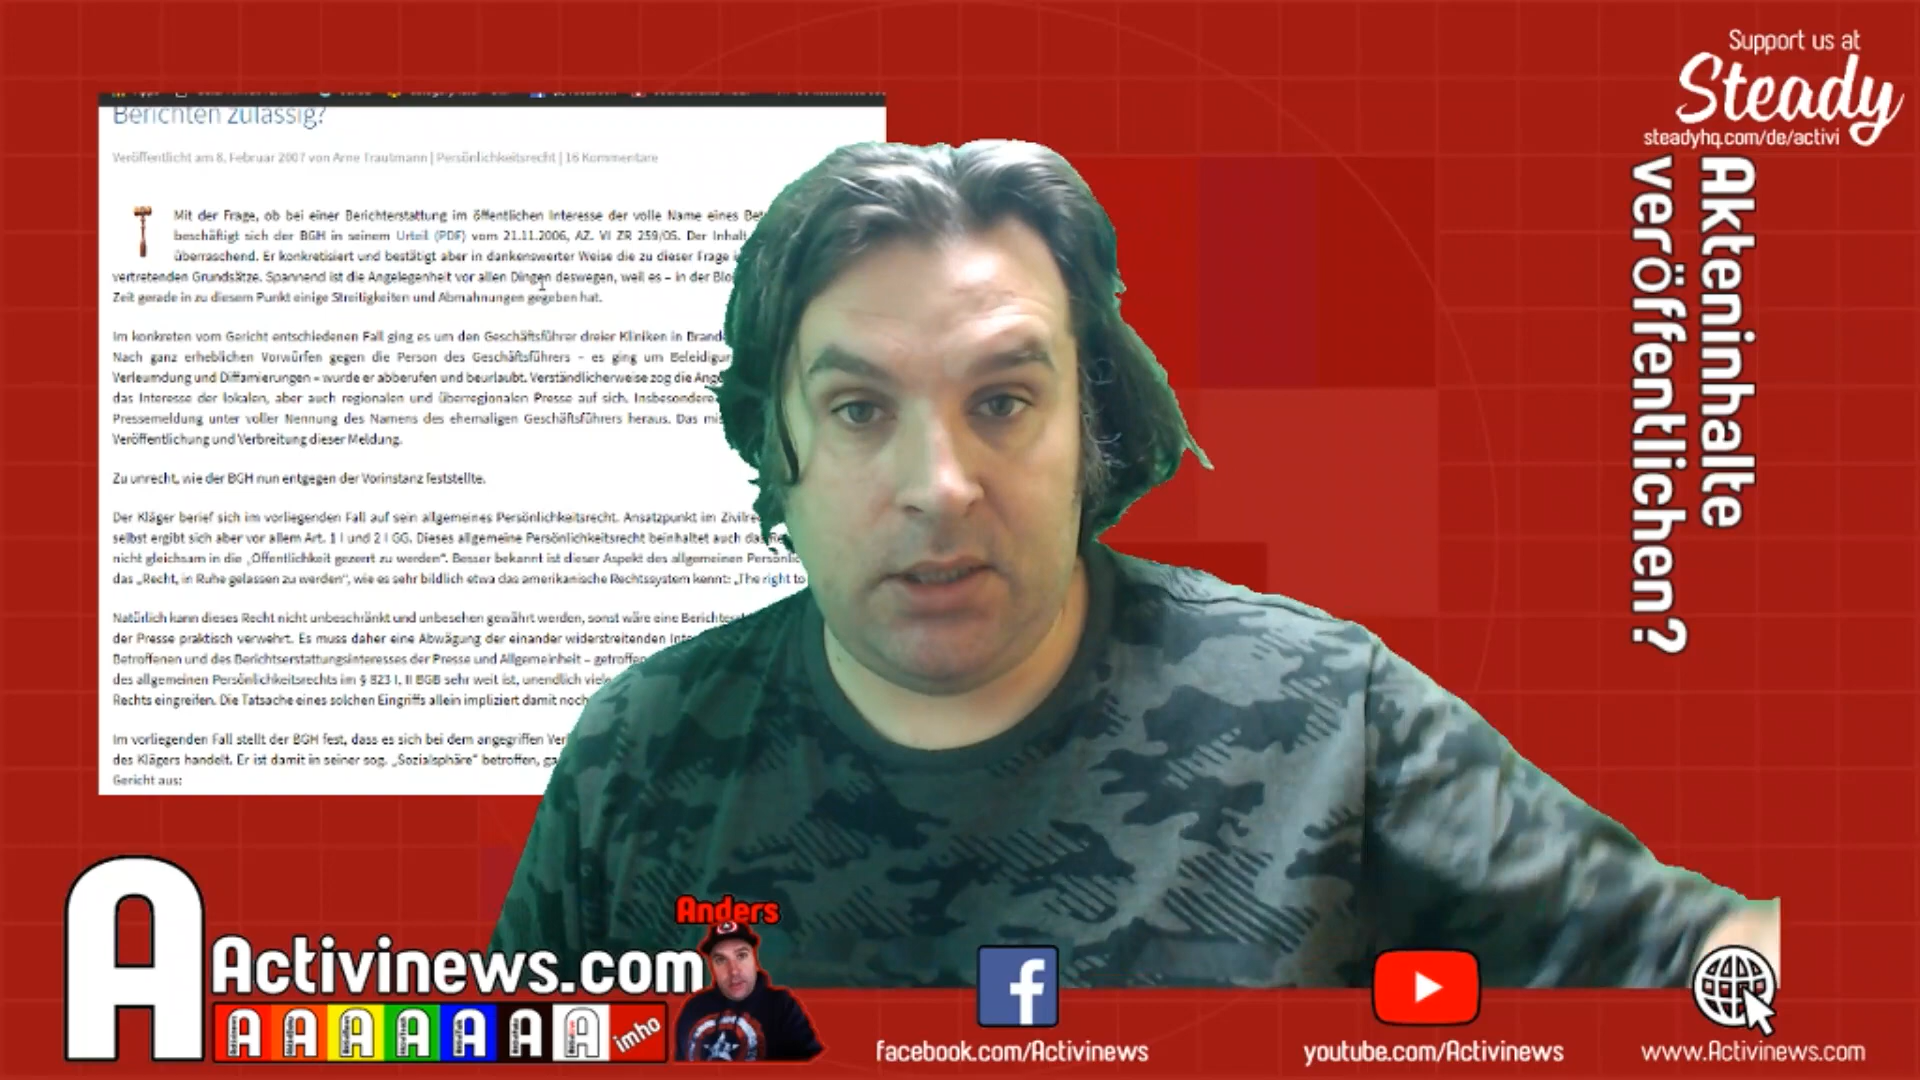 Support us at
Steady
steadyhq.com/de/activi
Akteninhalte
veröffentlichen?
Berichten zulässig?
Veröffentlicht am 8. Februar 2007 von Arne Trautmann | Persönlichkeitsrecht | 16 Kommentare
Mit der Frage, ob bei einer Berichterstattung im öffentlichen Interesse der volle Name eines
beschäftigt sich der BGH in seinem Urteil (PDF) vom 21.11.2006, AZ. VI ZR 259/05. Der Inhalt
überraschend. Er konkretisiert und bestätigt aber in dankenswerter Weise die zu dieser Frage
vertretenden Grundsätze. Spannend ist die Angelegenheit vor allen Dingen deswegen, weil es – in der
Zeit gerade in zu diesem Punkt einige Streitigkeiten und Abmahnungen gegeben hat.
Im konkreten vom Gericht entschiedenen Fall ging es um den Geschäftsführer dreier Kliniken in
Nach ganz erheblichen Vorwürfen gegen die Person des Geschäftsführers – es ging um
Verleumdung und Diffamierungen – wurde er abberufen und beurlaubt. Verständlicherweise zog die
das Interesse der lokalen, aber auch regionalen und überregionalen Presse auf sich.
Pressemeldung unter voller Nennung des Namens des ehemaligen Geschäftsführers heraus. Das
Veröffentlichung und Verbreitung dieser Meldung.
Zu unrecht, wie der BGH nun entgegen der Vorinstanz feststellte.
Der Kläger berief sich im vorliegenden Fall auf sein allgemeines Persönlichkeitsrecht. Ansatzpunkt im
selbst ergibt sich aber vor allem Art. 1 I und 2 I GG. Dieses allgemeine Persönlichkeitsrecht beinhaltet auch
nicht gleichsam in die „Öffentlichkeit gezerrt zu werden“. Besser bekannt ist dieser Aspekt des allgemeinen
das „Recht, in Ruhe gelassen zu werden“, wie es sehr bildlich etwa das amerikanische Rechtssystem kennt: „The right to
Natürlich kann dieses Recht nicht unbeschränkt und unbesehen gewährt werden, sonst wäre eine
der Presse praktisch verwehrt. Es muss daher eine Abwägung der einander widerstreitenden
Betroffenen und des Berichtserstattungsinteresses der Presse und Allgemeinheit –
des allgemeinen Persönlichkeitsrechts im § 823 I, II BGB sehr weit ist, unendlich viele
Rechts eingreifen. Die Tatsache eines solchen Eingriffs allein impliziert damit noch
Im vorliegenden Fall stellt der BGH fest, dass es sich bei dem angegriffen
des Klägers handelt. Er ist damit in seiner sog. „Sozialsphäre“ betroffen,
Gericht aus:
Anders
A Activinews.com
A A A A A A A imho
facebook.com/Activinews
youtube.com/Activinews
www.Activinews.com